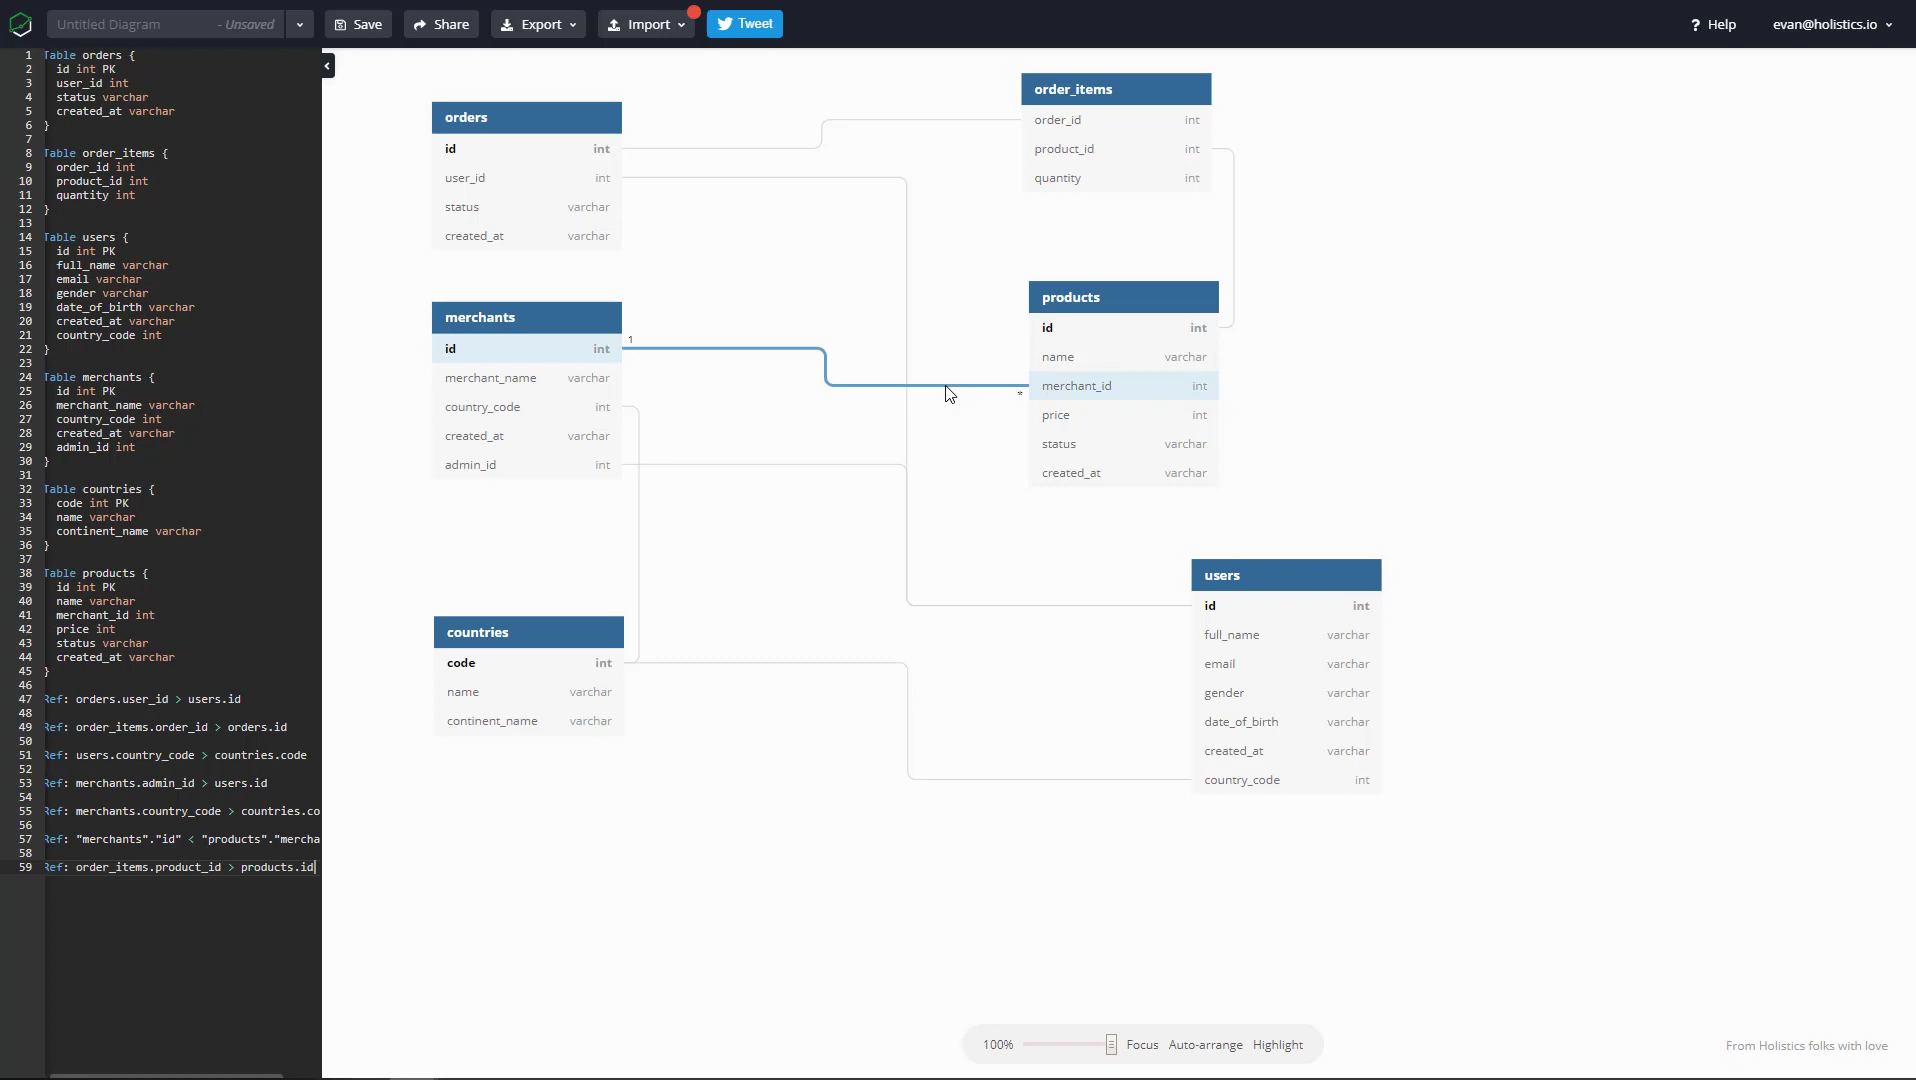 Untitled Diagram - Unsaved Save Share Export Import Tweet ? Help evan@holistics.io
1 Table orders {
2 id int PK
3 user_id int
4 status varchar
5 created_at varchar
6 }
7
8 Table order_items {
9 order_id int
10 product_id int
11 quantity int
12 }
13
14 Table users {
15 id int PK
16 full_name varchar
17 email varchar
18 gender varchar
19 date_of_birth varchar
20 created_at varchar
21 country_code int
22 }
23
24 Table merchants {
25 id int PK
26 merchant_name varchar
27 country_code int
28 created_at varchar
29 admin_id int
30 }
31
32 Table countries {
33 code int PK
34 name varchar
35 continent_name varchar
36 }
37
38 Table products {
39 id int PK
40 name varchar
41 merchant_id int
42 price int
43 status varchar
44 created_at varchar
45 }
46
47 Ref: orders.user_id > users.id
48
49 Ref: order_items.order_id > orders.id
50
51 Ref: users.country_code > countries.code
52
53 Ref: merchants.admin_id > users.id
54
55 Ref: merchants.country_code > countries.co
56
57 Ref: "merchants"."id" < "products"."mercha
58
59 Ref: order_items.product_id > products.id
orders
id int
user_id int
status varchar
created_at varchar
order_items
order_id int
product_id int
quantity int
merchants
id int
merchant_name varchar
country_code int
created_at varchar
admin_id int
1
*
products
id int
name varchar
merchant_id int
price int
status varchar
created_at varchar
countries
code int
name varchar
continent_name varchar
users
id int
full_name varchar
email varchar
gender varchar
date_of_birth varchar
created_at varchar
country_code int
100% Focus Auto-arrange Highlight
From Holistics folks with love